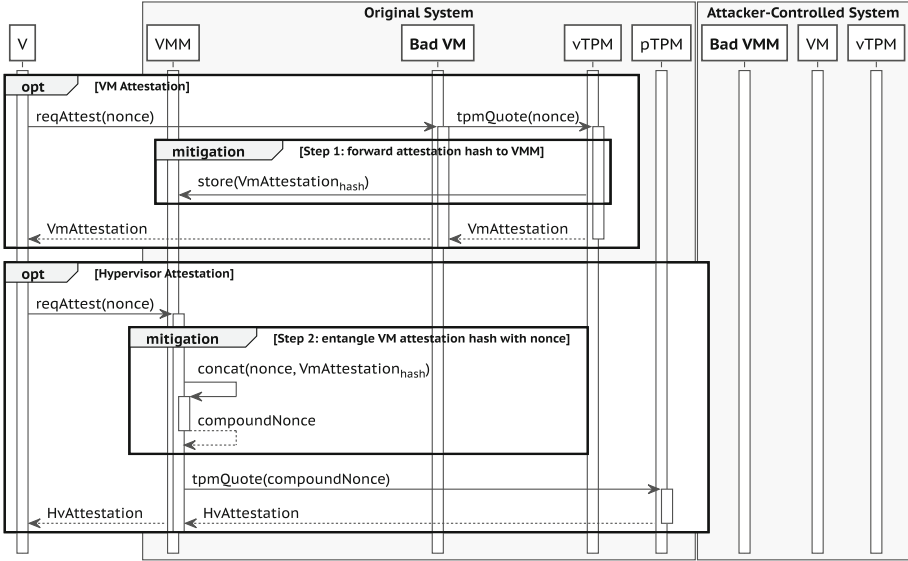 Original System
Attacker-Controlled System
V
VMM
Bad VM
vTPM
pTPM
Bad VMM
VM
vTPM
opt
[VM Attestation]
reqAttest(nonce)
tpmQuote(nonce)
mitigation
[Step 1: forward attestation hash to VMM]
store(VmAttestationhash)
VmAttestation
VmAttestation
opt
[Hypervisor Attestation]
reqAttest(nonce)
mitigation
[Step 2: entangle VM attestation hash with nonce]
concat(nonce, VmAttestationhash)
compoundNonce
tpmQuote(compoundNonce)
HvAttestation
HvAttestation